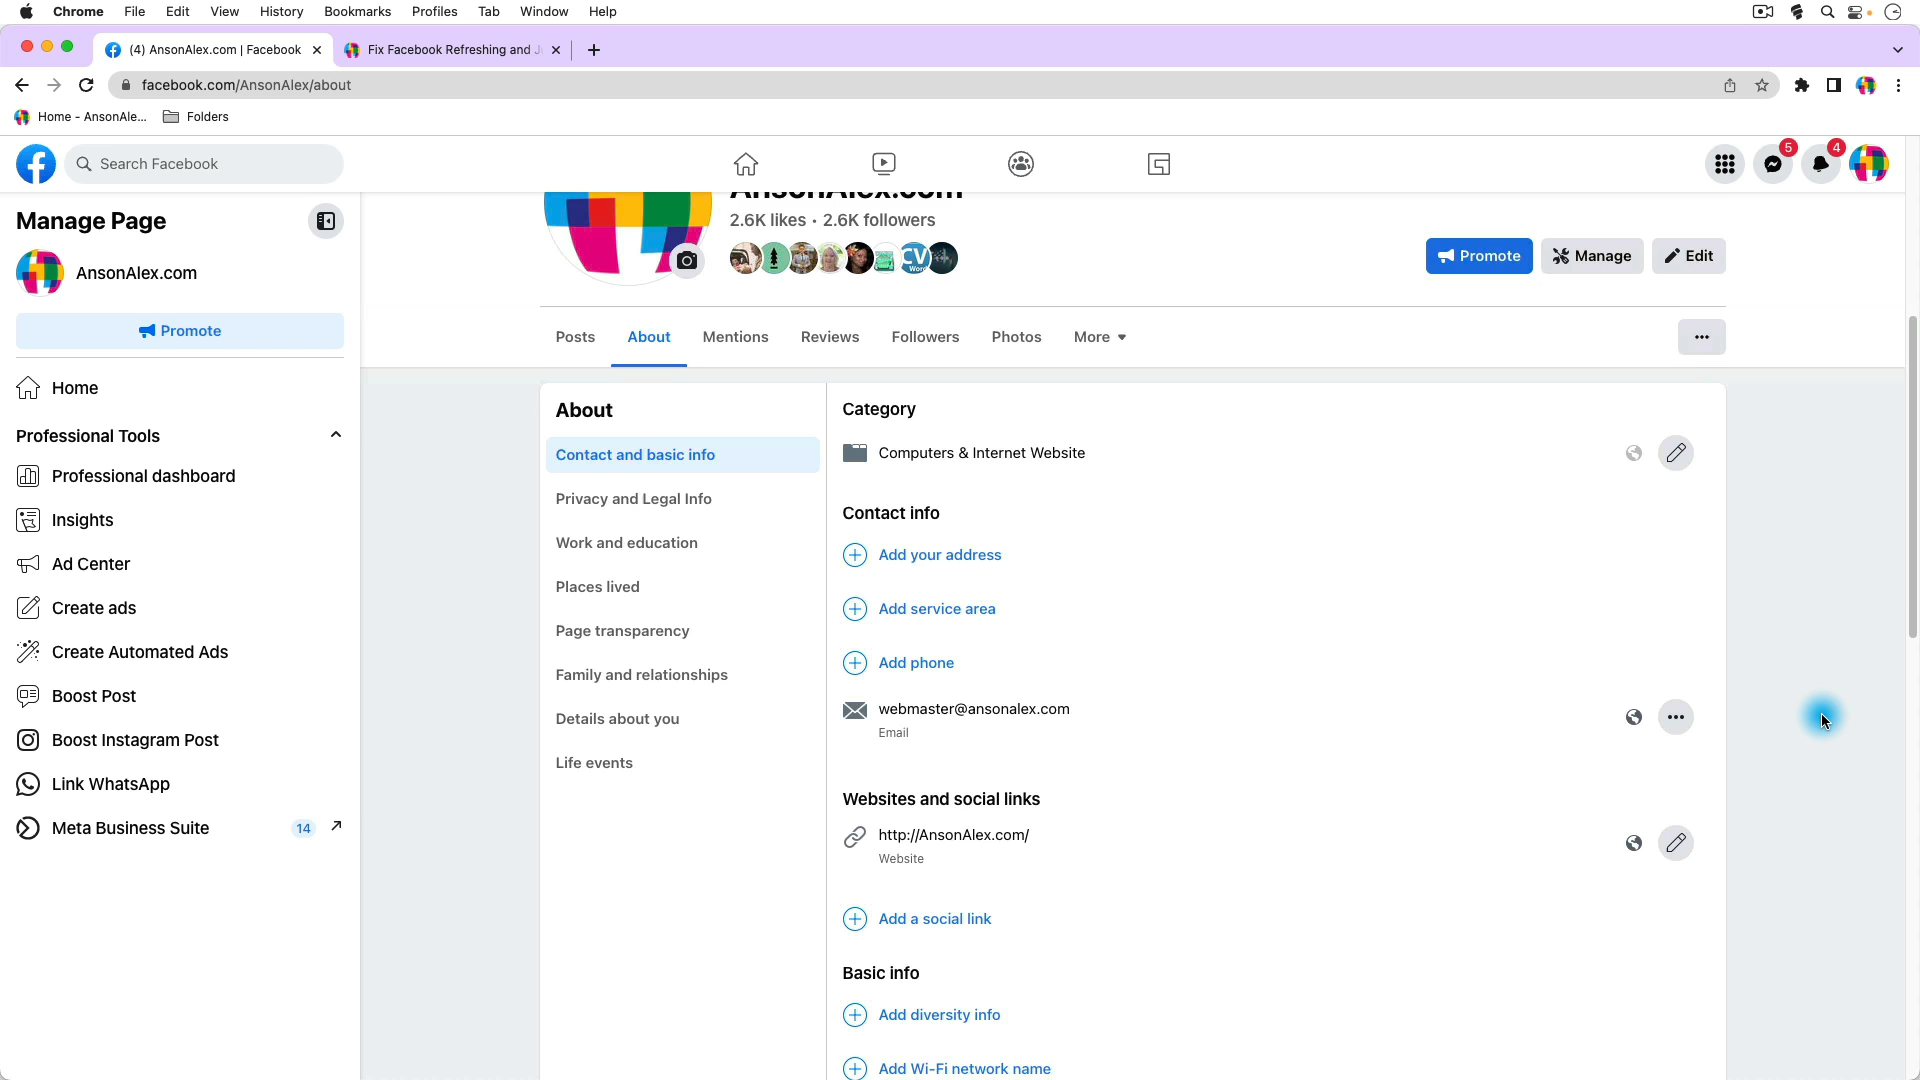 Chrome File Edit View History Bookmarks Profiles Tab Window Help
(4) AnsonAlex.com | Facebook
Fix Facebook Refreshing and J
facebook.com/AnsonAlex/about
Home - AnsonAle...
Folders
Search Facebook
5
4
Manage Page
AnsonAlex.com
Promote
Home
Professional Tools
Professional dashboard
Insights
Ad Center
Create ads
Create Automated Ads
Boost Post
Boost Instagram Post
Link WhatsApp
Meta Business Suite 14
AnsonAlex.com
2.6K likes • 2.6K followers
CV
Word
Promote
Manage
Edit
Posts About Mentions Reviews Followers Photos More
About
Contact and basic info
Privacy and Legal Info
Work and education
Places lived
Page transparency
Family and relationships
Details about you
Life events
Category
Computers & Internet Website
Contact info
Add your address
Add service area
Add phone
webmaster@ansonalex.com
Email
Websites and social links
http://AnsonAlex.com/
Website
Add a social link
Basic info
Add diversity info
Add Wi-Fi network name